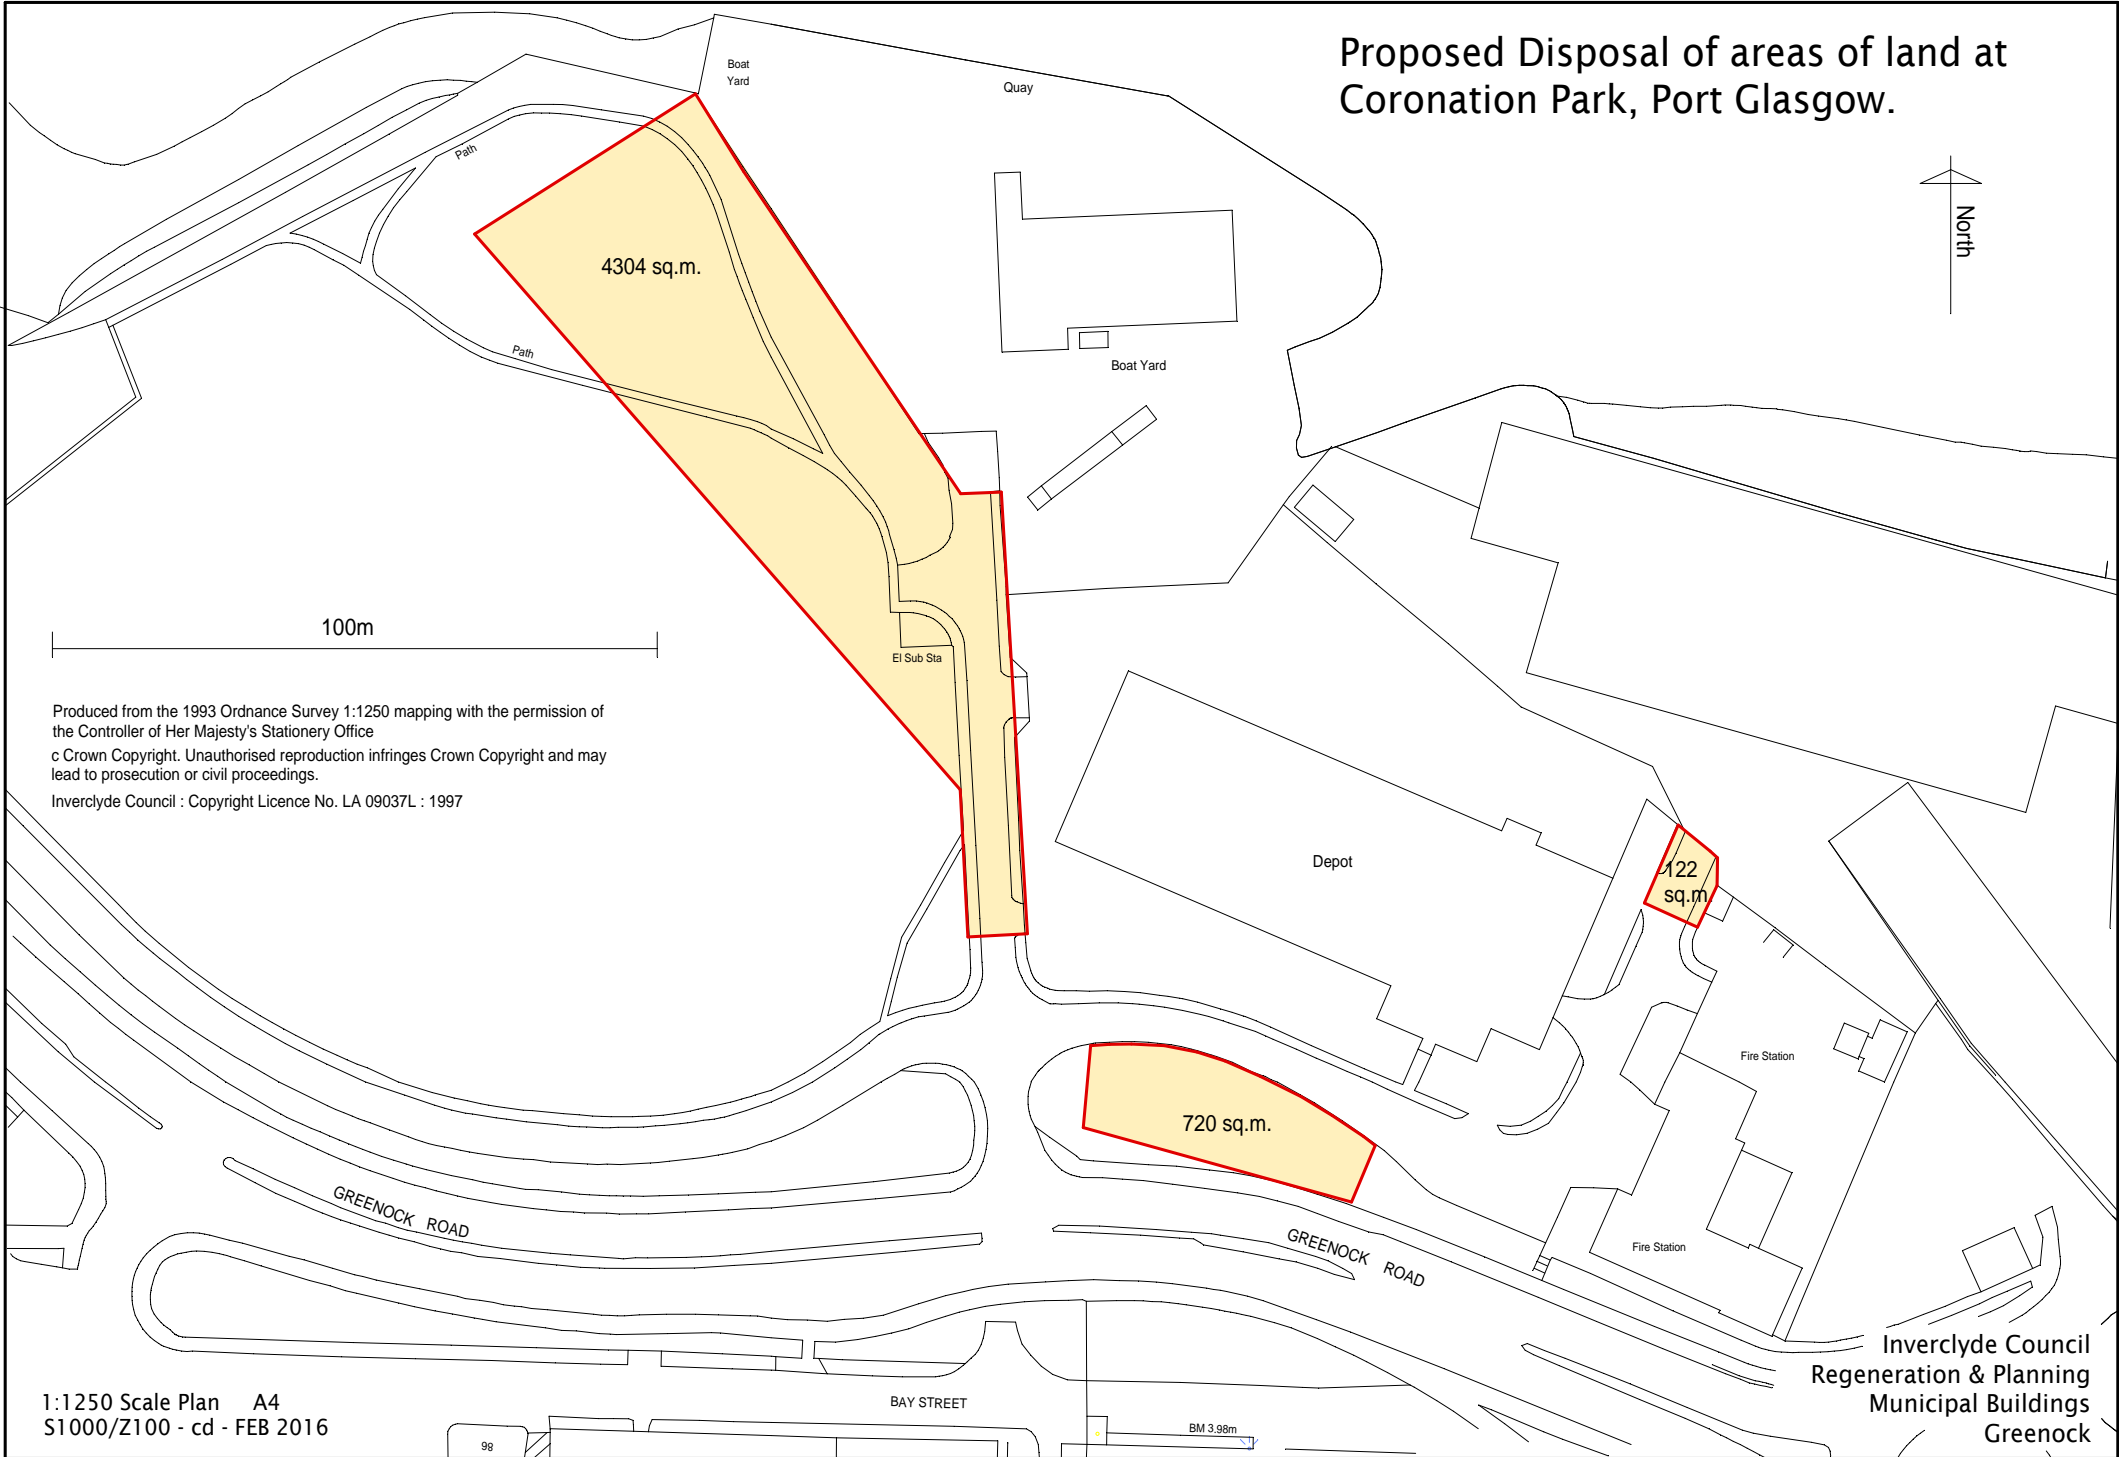 Proposed Disposal of areas of land at
Coronation Park, Port Glasgow.
North
Boat
Yard
Quay
Path
4304 sq.m.
Path
Boat Yard
100m
El Sub Sta
Produced from the 1993 Ordnance Survey 1:1250 mapping with the permission of
the Controller of Her Majesty's Stationery Office
c Crown Copyright. Unauthorised reproduction infringes Crown Copyright and may
lead to prosecution or civil proceedings.
Inverclyde Council : Copyright Licence No. LA 09037L : 1997
Depot
122
sq.m.
Fire Station
720 sq.m.
GREENOCK ROAD
GREENOCK ROAD
Fire Station
Inverclyde Council
Regeneration & Planning
Municipal Buildings
Greenock
1:1250 Scale Plan A4
S1000/Z100 - cd - FEB 2016
BAY STREET
BM 3.98m
98